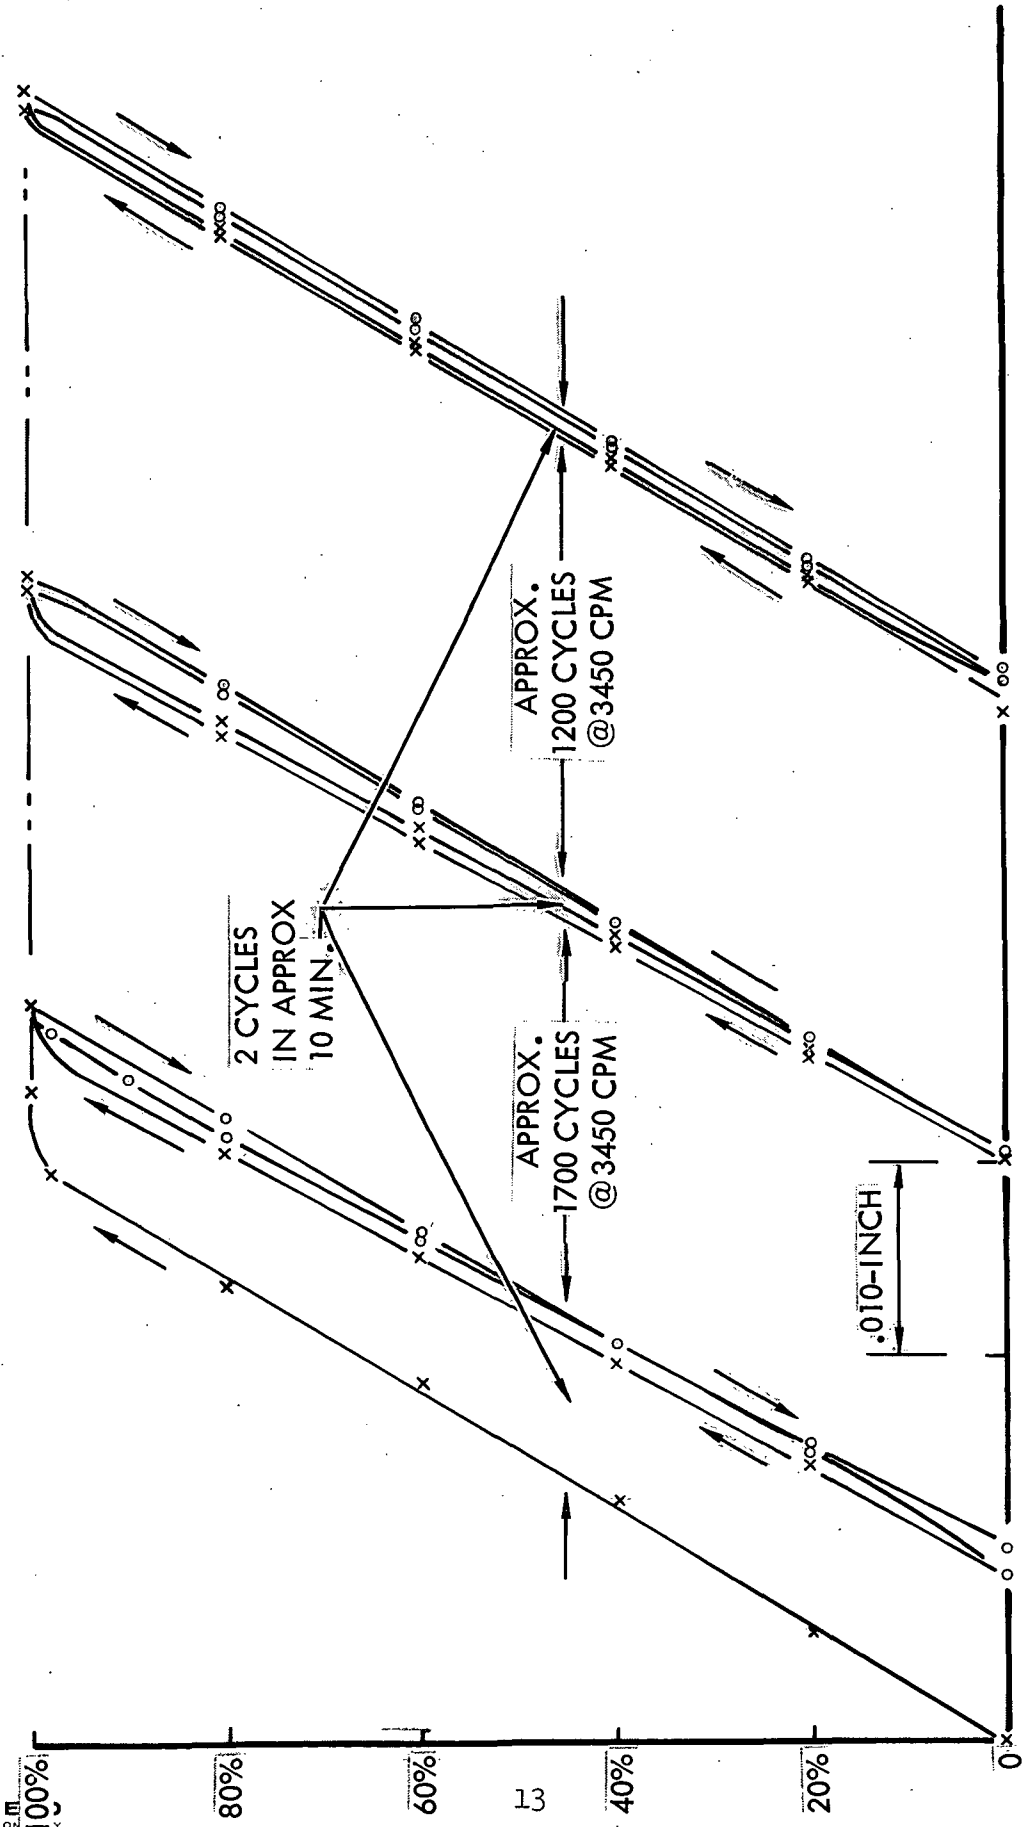 100%
80%
60%
40%
20%
0
2 CYCLES
IN APPROX
10 MIN.
APPROX.
1700 CYCLES
@3450 CPM
APPROX.
1200 CYCLES
@3450 CPM
.010-INCH
13